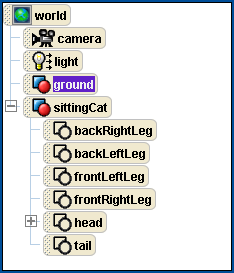 world
camera
light
ground
sittingCat
backRightLeg
backLeftLeg
frontLeftLeg
frontRightLeg
head
tail